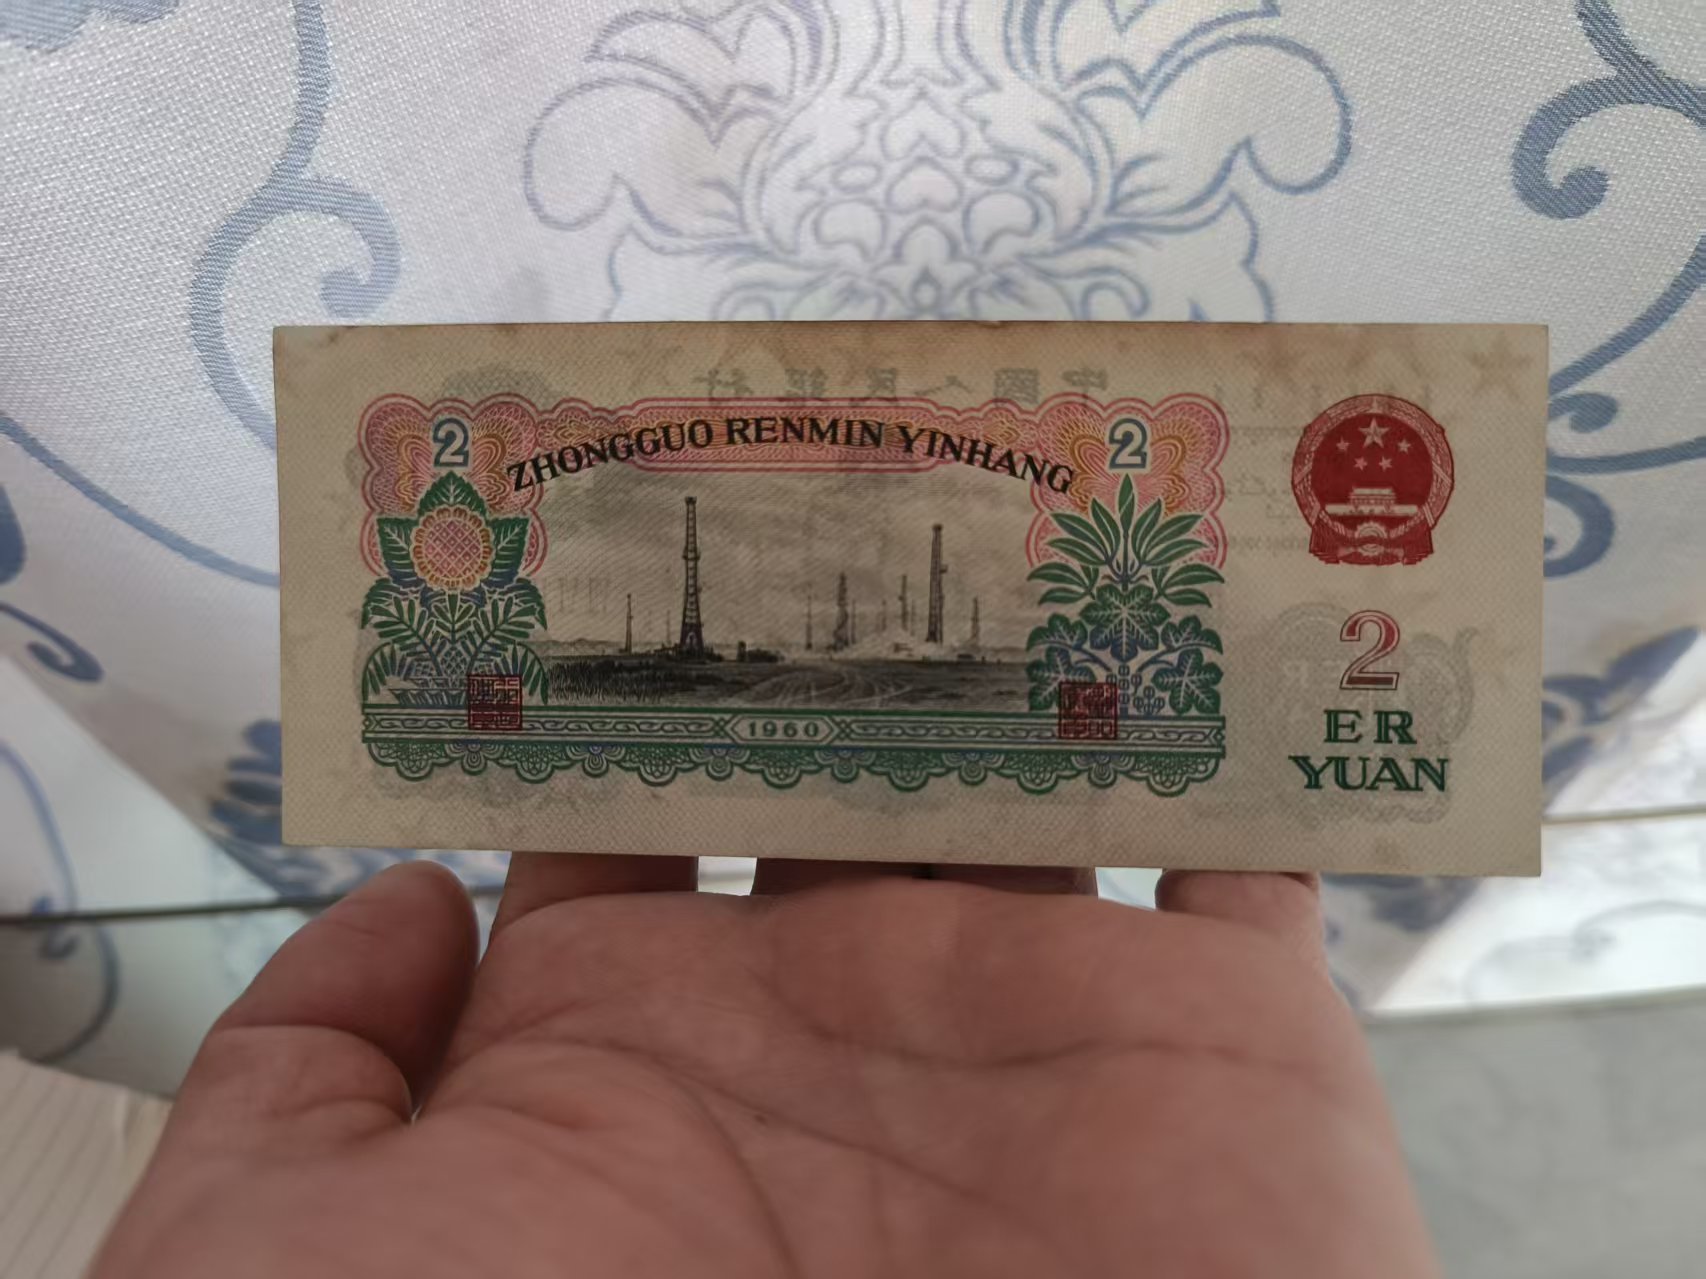 2
ZHONGGUO RENMIN YINHANG
2
1960
2
ER
YUAN